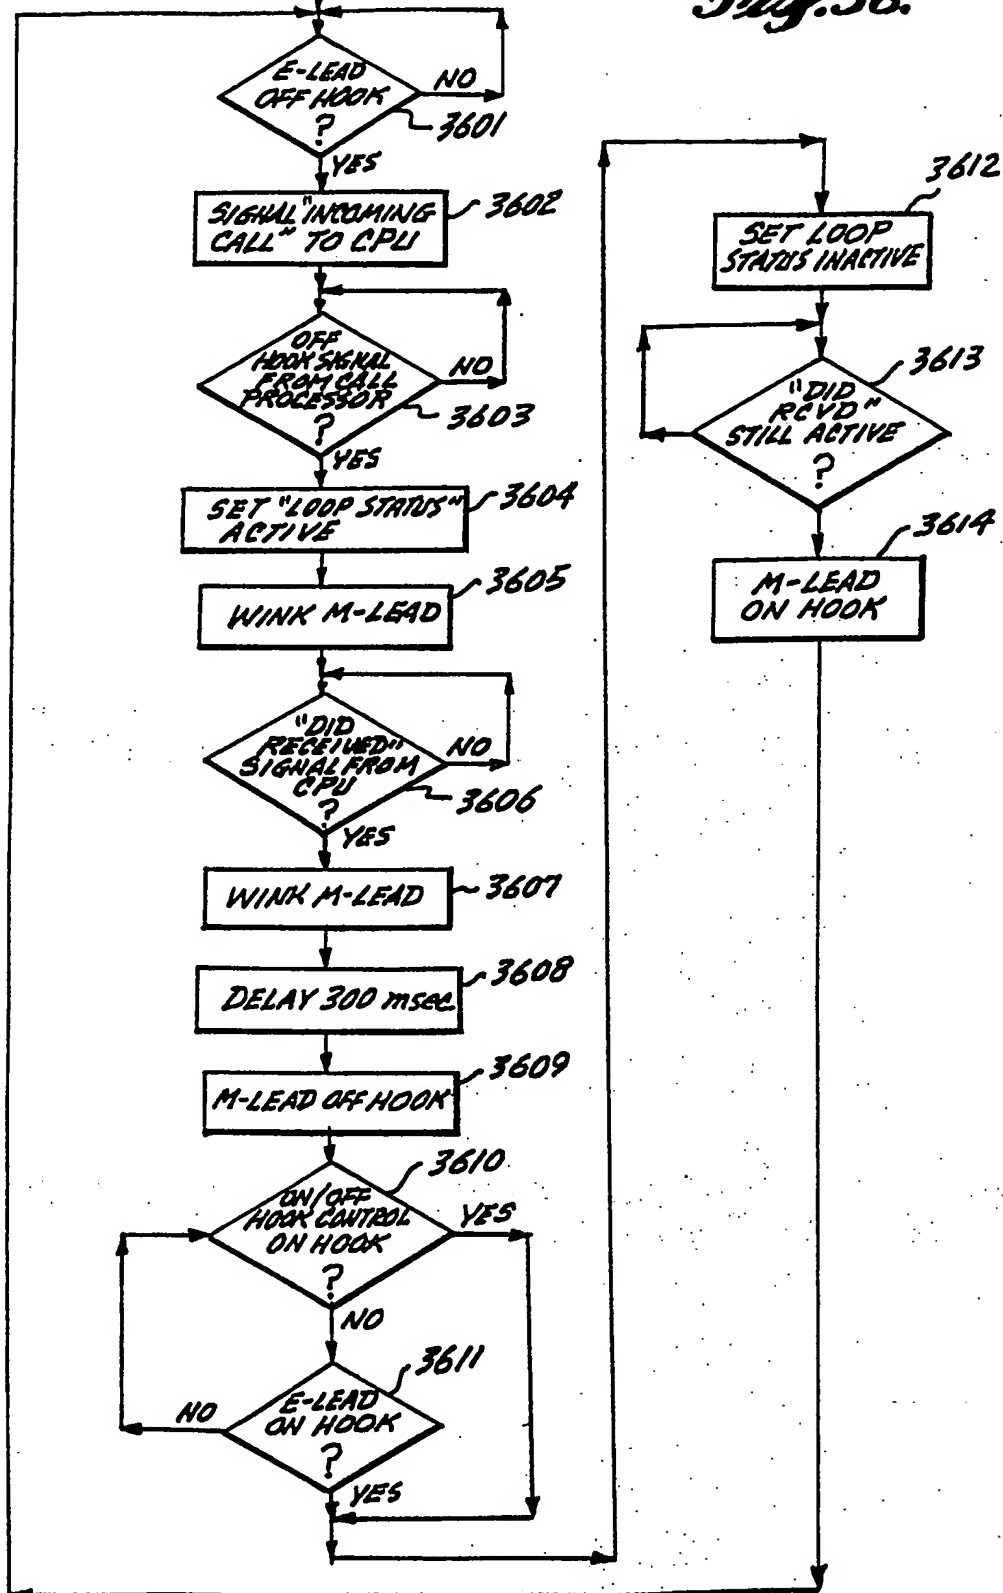 Fig. 36.
E-LEAD
OFF HOOK
?
NO
3601
YES
SIGNAL "INCOMING
CALL" TO CPU
3602
OFF
HOOK SIGNAL
FROM CALL
PROCESSOR
?
NO
3603
YES
SET "LOOP STATUS"
ACTIVE
3604
WINK M-LEAD
3605
"DID
RECEIVED"
SIGNAL FROM
CPU
?
NO
3606
YES
WINK M-LEAD
3607
DELAY 300 msec.
3608
M-LEAD OFF HOOK
3609
ON/OFF
HOOK CONTROL
ON HOOK
?
3610
YES
NO
E-LEAD
ON HOOK
?
3611
NO
YES
SET LOOP
STATUS INACTIVE
3612
"DID
RCVD"
STILL ACTIVE
?
3613
M-LEAD
ON HOOK
3614